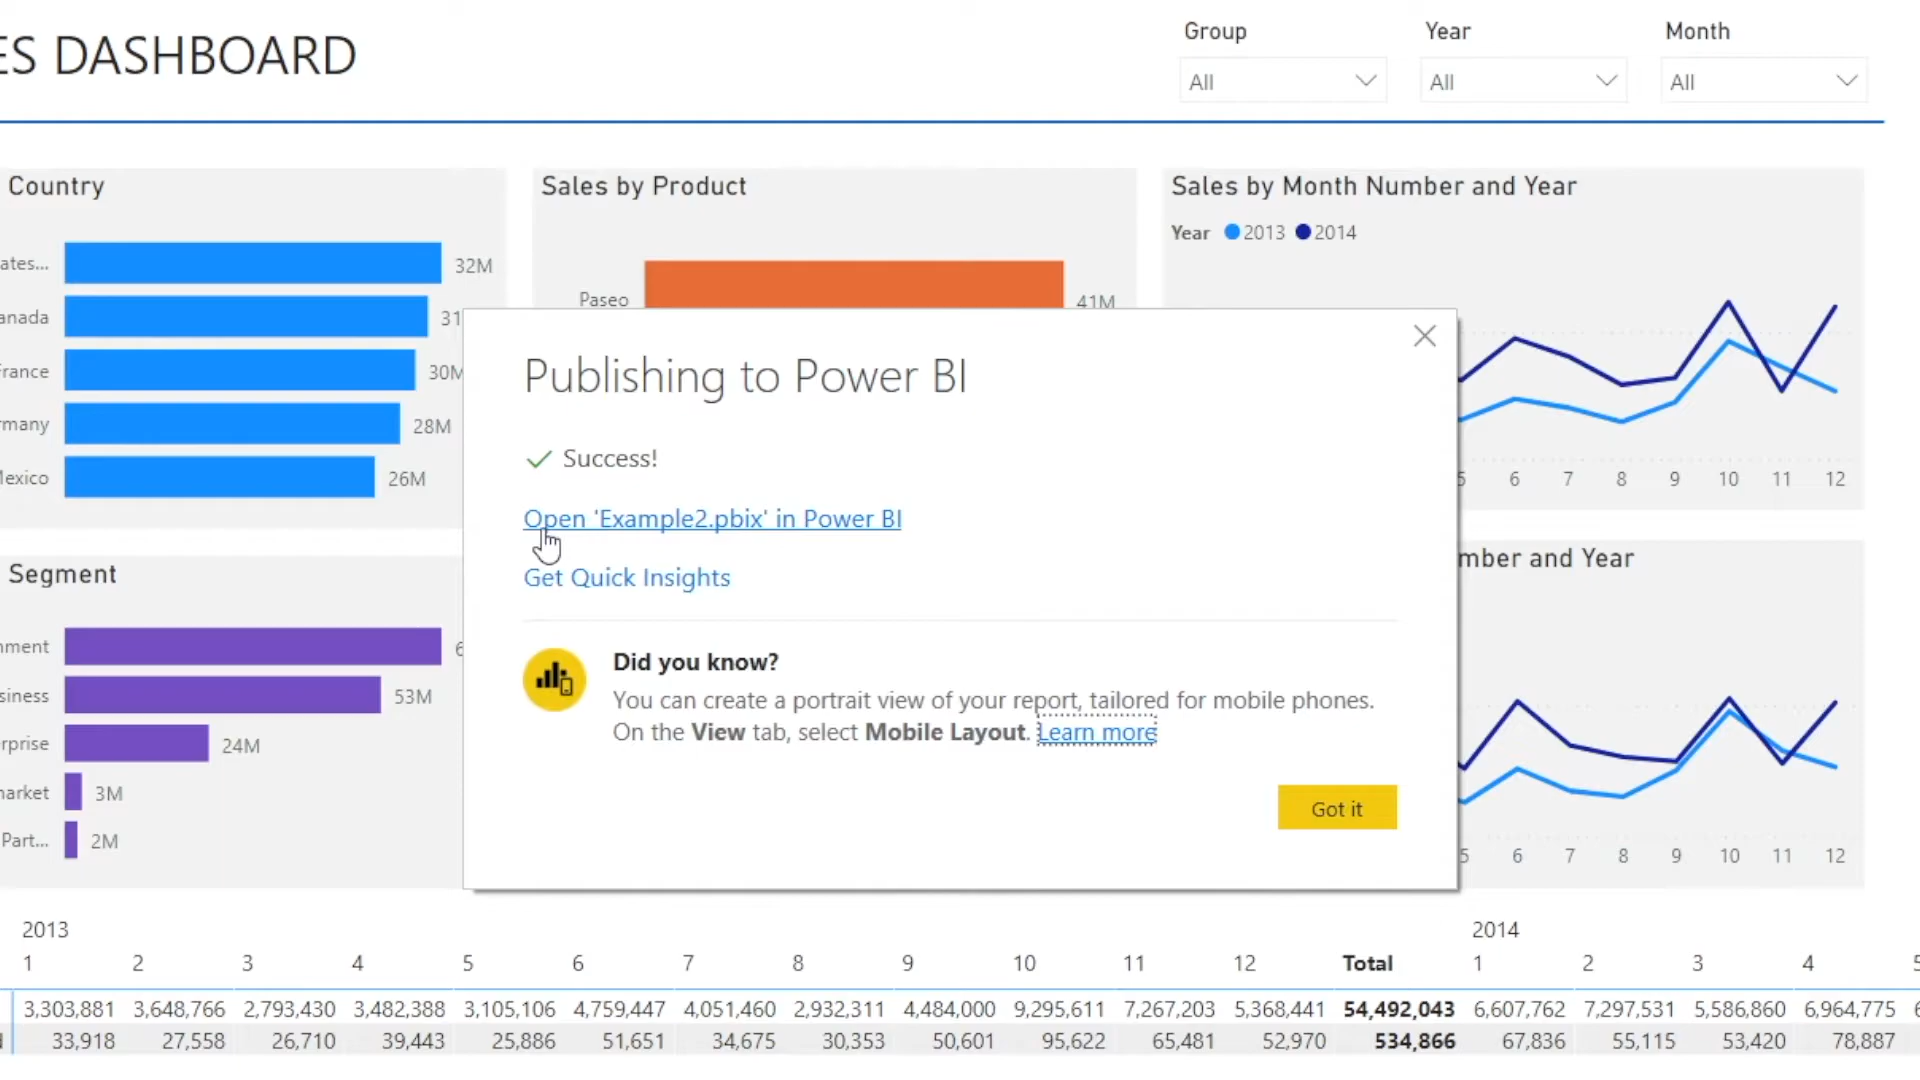 ES DASHBOARD
Group
Year
Month
All
All
All
Country
ates...
32M
anada
31
France
30M
rmany
28M
Mexico
26M
Sales by Product
Paseo
41M
Sales by Month Number and Year
Year 2013 2014
5 6 7 8 9 10 11 12
Publishing to Power BI
Success!
Open 'Example2.pbix' in Power BI
Get Quick Insights
Did you know?
You can create a portrait view of your report, tailored for mobile phones.
On the View tab, select Mobile Layout. Learn more
Got it
Segment
nment
6
siness
53M
rprise
24M
market
3M
Part...
2M
mber and Year
5 6 7 8 9 10 11 12
2013 2014
1 2 3 4 5 6 7 8 9 10 11 12 Total 1 2 3 4 5
3,303,881 3,648,766 2,793,430 3,482,388 3,105,106 4,759,447 4,051,460 2,932,311 4,484,000 9,295,611 7,267,203 5,368,441 54,492,043 6,607,762 7,297,531 5,586,860 6,964,775 6
33,918 27,558 26,710 39,443 25,886 51,651 34,675 30,353 50,601 95,622 65,481 52,970 534,866 67,836 55,115 53,420 78,887